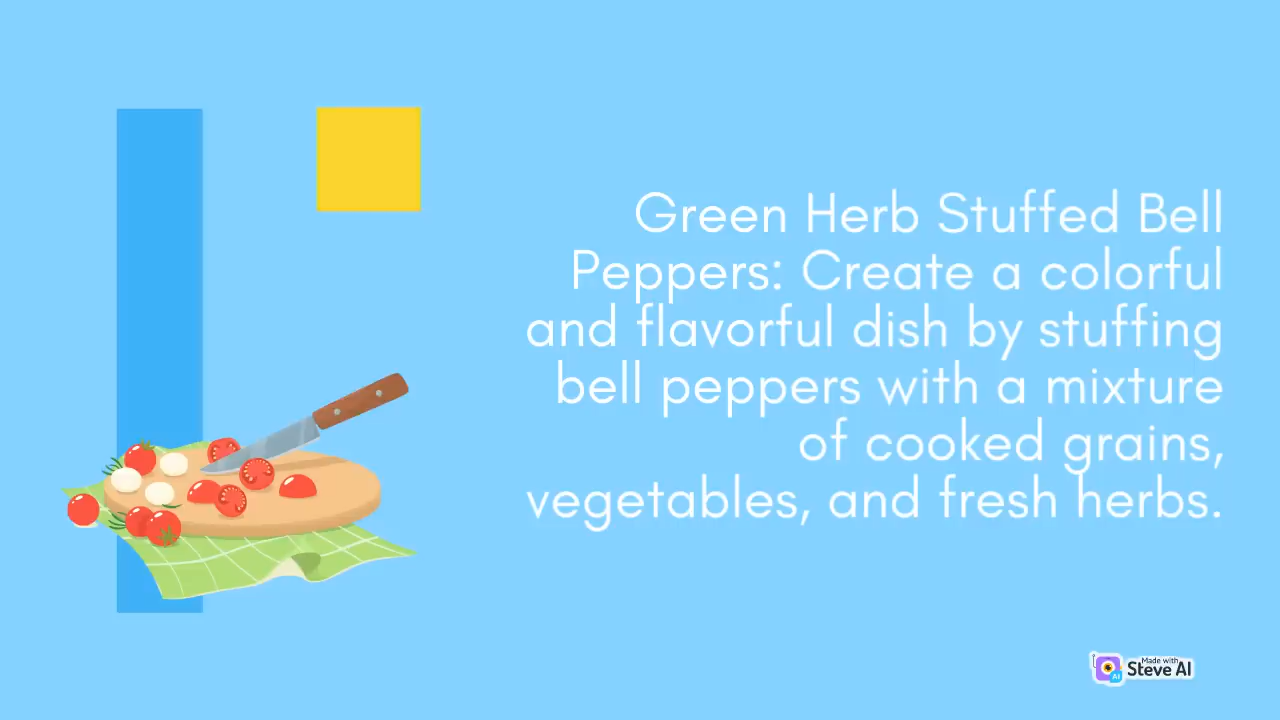 Green Herb Stuffed Bell
Peppers: Create a colorful
and flavorful dish by stuffing
bell peppers with a mixture
of cooked grains,
vegetables, and fresh herbs.
Made with
Steve AI
AI